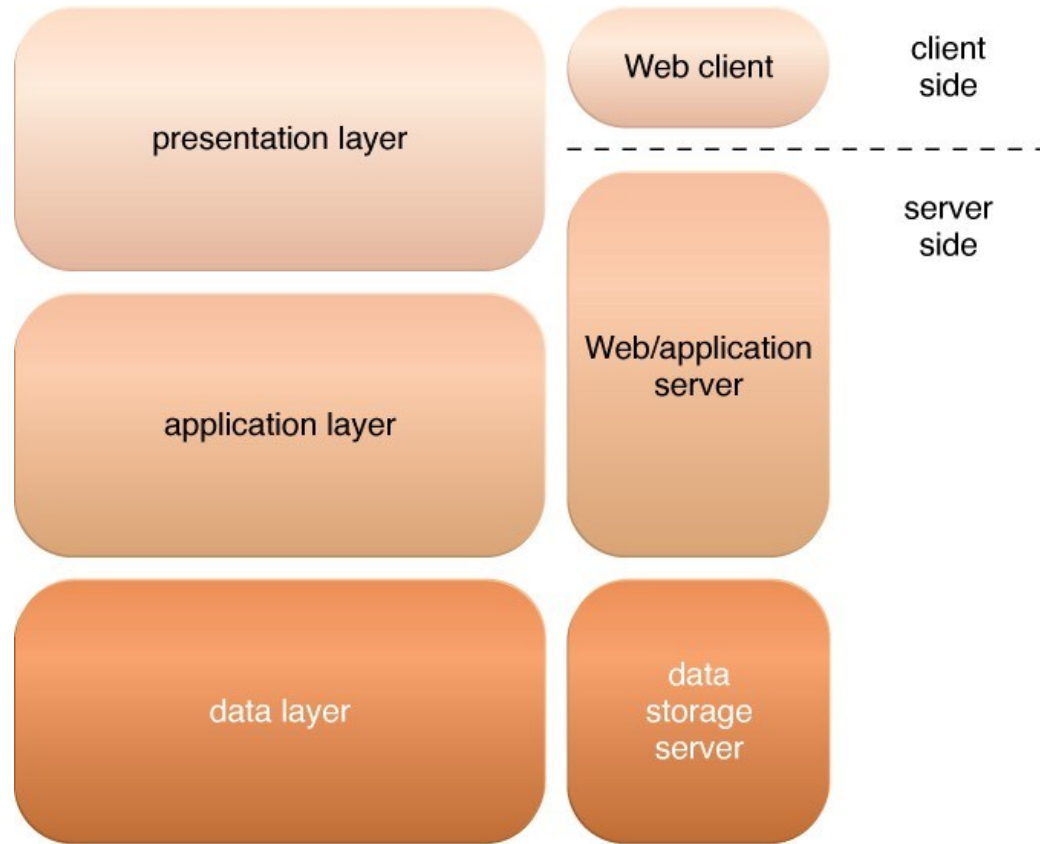 presentation layer
Web client
client
side
server
side
application layer
Web/application
server
data layer
data
storage
server